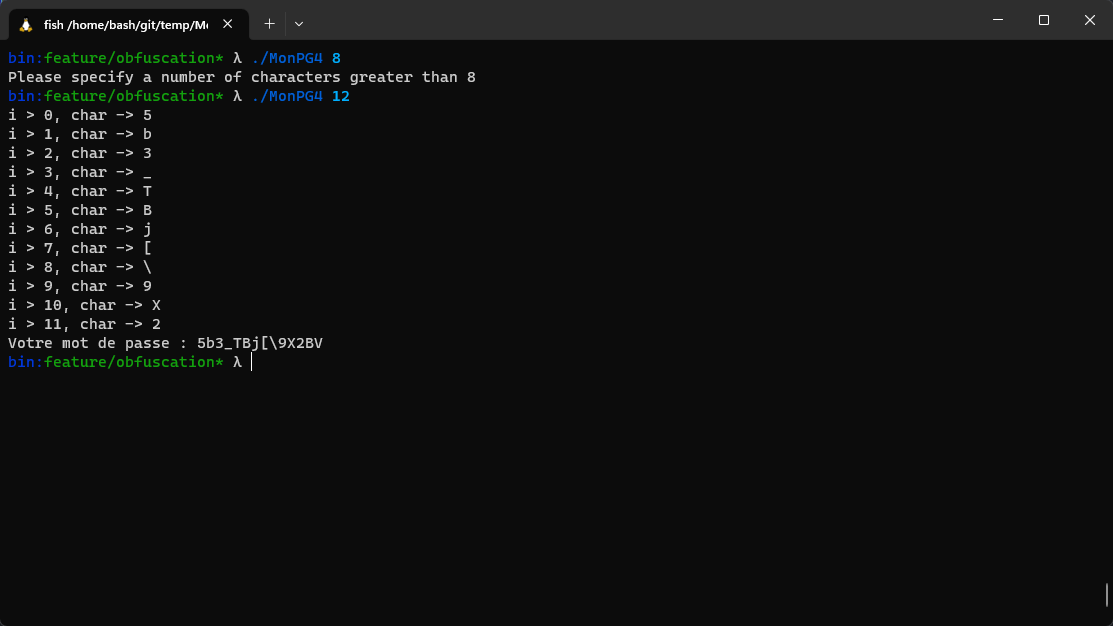 fish /home/bash/git/temp/Mo
bin:feature/obfuscation* λ ./MonPG4 8
Please specify a number of characters greater than 8
bin:feature/obfuscation* λ ./MonPG4 12
i > 0, char -> 5
i > 1, char -> b
i > 2, char -> 3
i > 3, char -> _
i > 4, char -> T
i > 5, char -> B
i > 6, char -> j
i > 7, char -> [
i > 8, char -> \
i > 9, char -> 9
i > 10, char -> X
i > 11, char -> 2
Votre mot de passe : 5b3_TBj[\9X2BV
bin:feature/obfuscation* λ